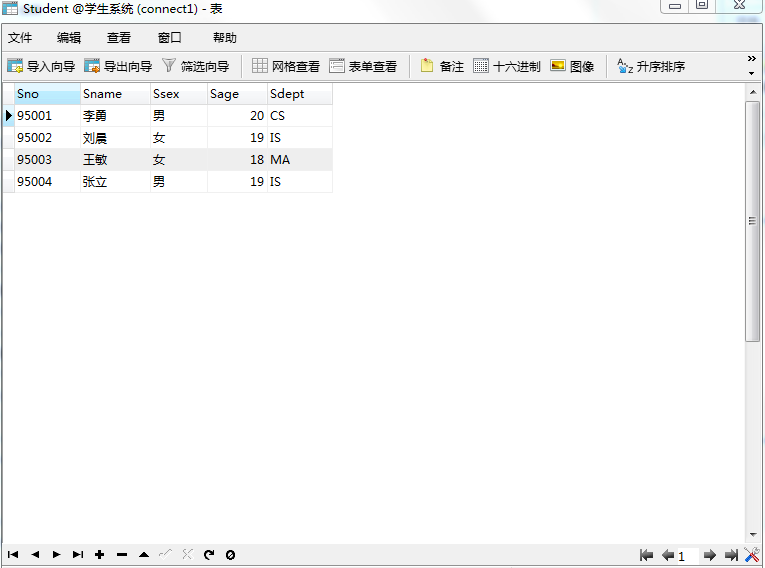 Student @学生系统 (connect1) - 表
文件 编辑 查看 窗口 帮助
导入向导 导出向导 筛选向导 网格查看 表单查看 备注 十六进制 图像 升序排序
Sno Sname Ssex Sage Sdept
95001 李勇 男 20 CS
95002 刘晨 女 19 IS
95003 王敏 女 18 MA
95004 张立 男 19 IS
1